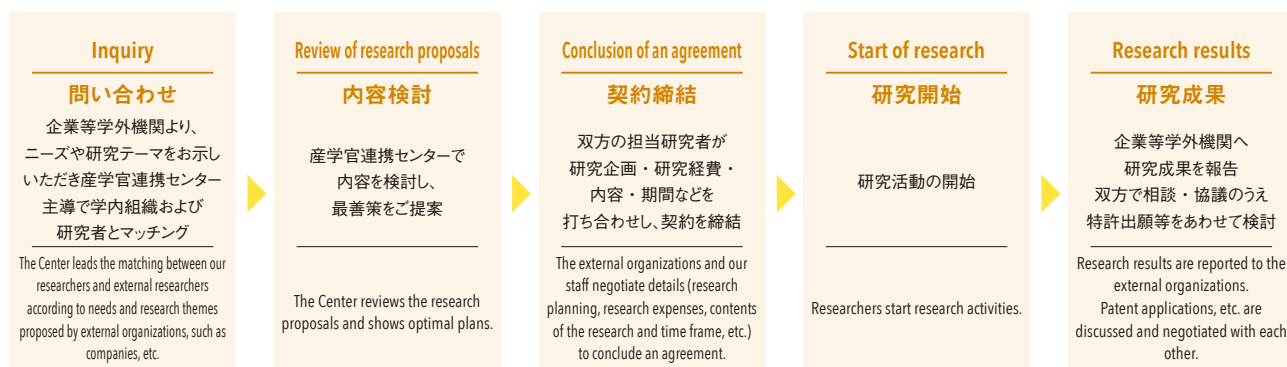 Inquiry
問い合わせ
企業等学外機関より、
ニーズや研究テーマをお示し
いただき産学官連携センター
主導で学内組織および
研究者とマッチング
The Center leads the matching between our
researchers and external researchers
according to needs and research themes
proposed by external organizations, such as
companies, etc.
Review of research proposals
内容検討
産学官連携センターで
内容を検討し、
最善策をご提案
The Center reviews the research
proposals and shows optimal plans.
Conclusion of an agreement
契約締結
双方の担当研究者が
研究企画・研究経費・
内容・期間などを
打ち合わせし、契約を締結
The external organizations and our
staff negotiate details (research
planning, research expenses, contents
of the research and time frame, etc.)
to conclude an agreement.
Start of research
研究開始
研究活動の開始
Researchers start research activities.
Research results
研究成果
企業等学外機関へ
研究成果を報告
双方で相談・協議のうえ
特許出願等をあわせて検討
Research results are reported to the
external organizations.
Patent applications, etc. are
discussed and negotiated with each
other.